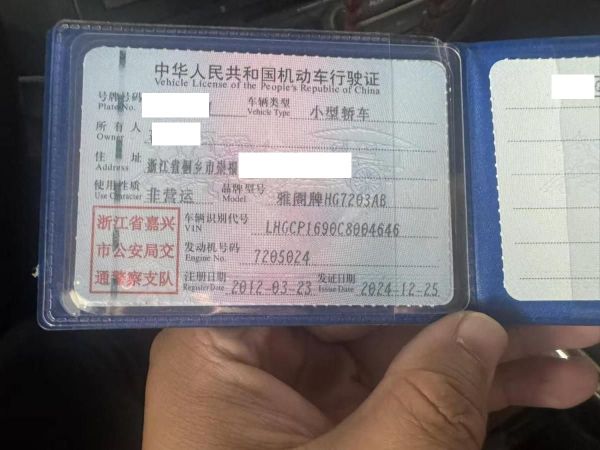 中华人民共和国机动车行驶证
Vehicle License of the People's Republic of China
号牌号码 车辆类型 小型轿车
Plate No. Vehicle Type
所有人
Owner
住址 浙江省桐乡市崇福
Address
使用性质 非营运 品牌型号 雅阁牌HG7203AB
Use Character Model
浙江省嘉兴 车辆识别代号 LHGCP1690C8004646
VIN
市公安局交 发动机号码 7205024
Engine No.
通警察支队 注册日期 2012-03-23 发证日期 2024-12-25
Register Date Issue Date